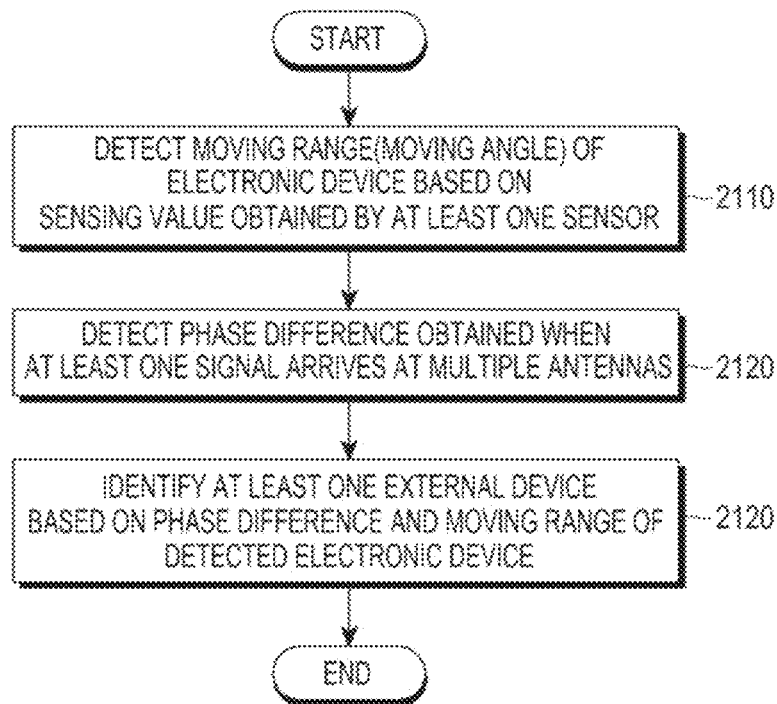 START
DETECT MOVING RANGE(MOVING ANGLE) OF
ELECTRONIC DEVICE BASED ON
SENSING VALUE OBTAINED BY AT LEAST ONE SENSOR
2110
DETECT PHASE DIFFERENCE OBTAINED WHEN
AT LEAST ONE SIGNAL ARRIVES AT MULTIPLE ANTENNAS
2120
IDENTIFY AT LEAST ONE EXTERNAL DEVICE
BASED ON PHASE DIFFERENCE AND MOVING RANGE OF
DETECTED ELECTRONIC DEVICE
2120
END